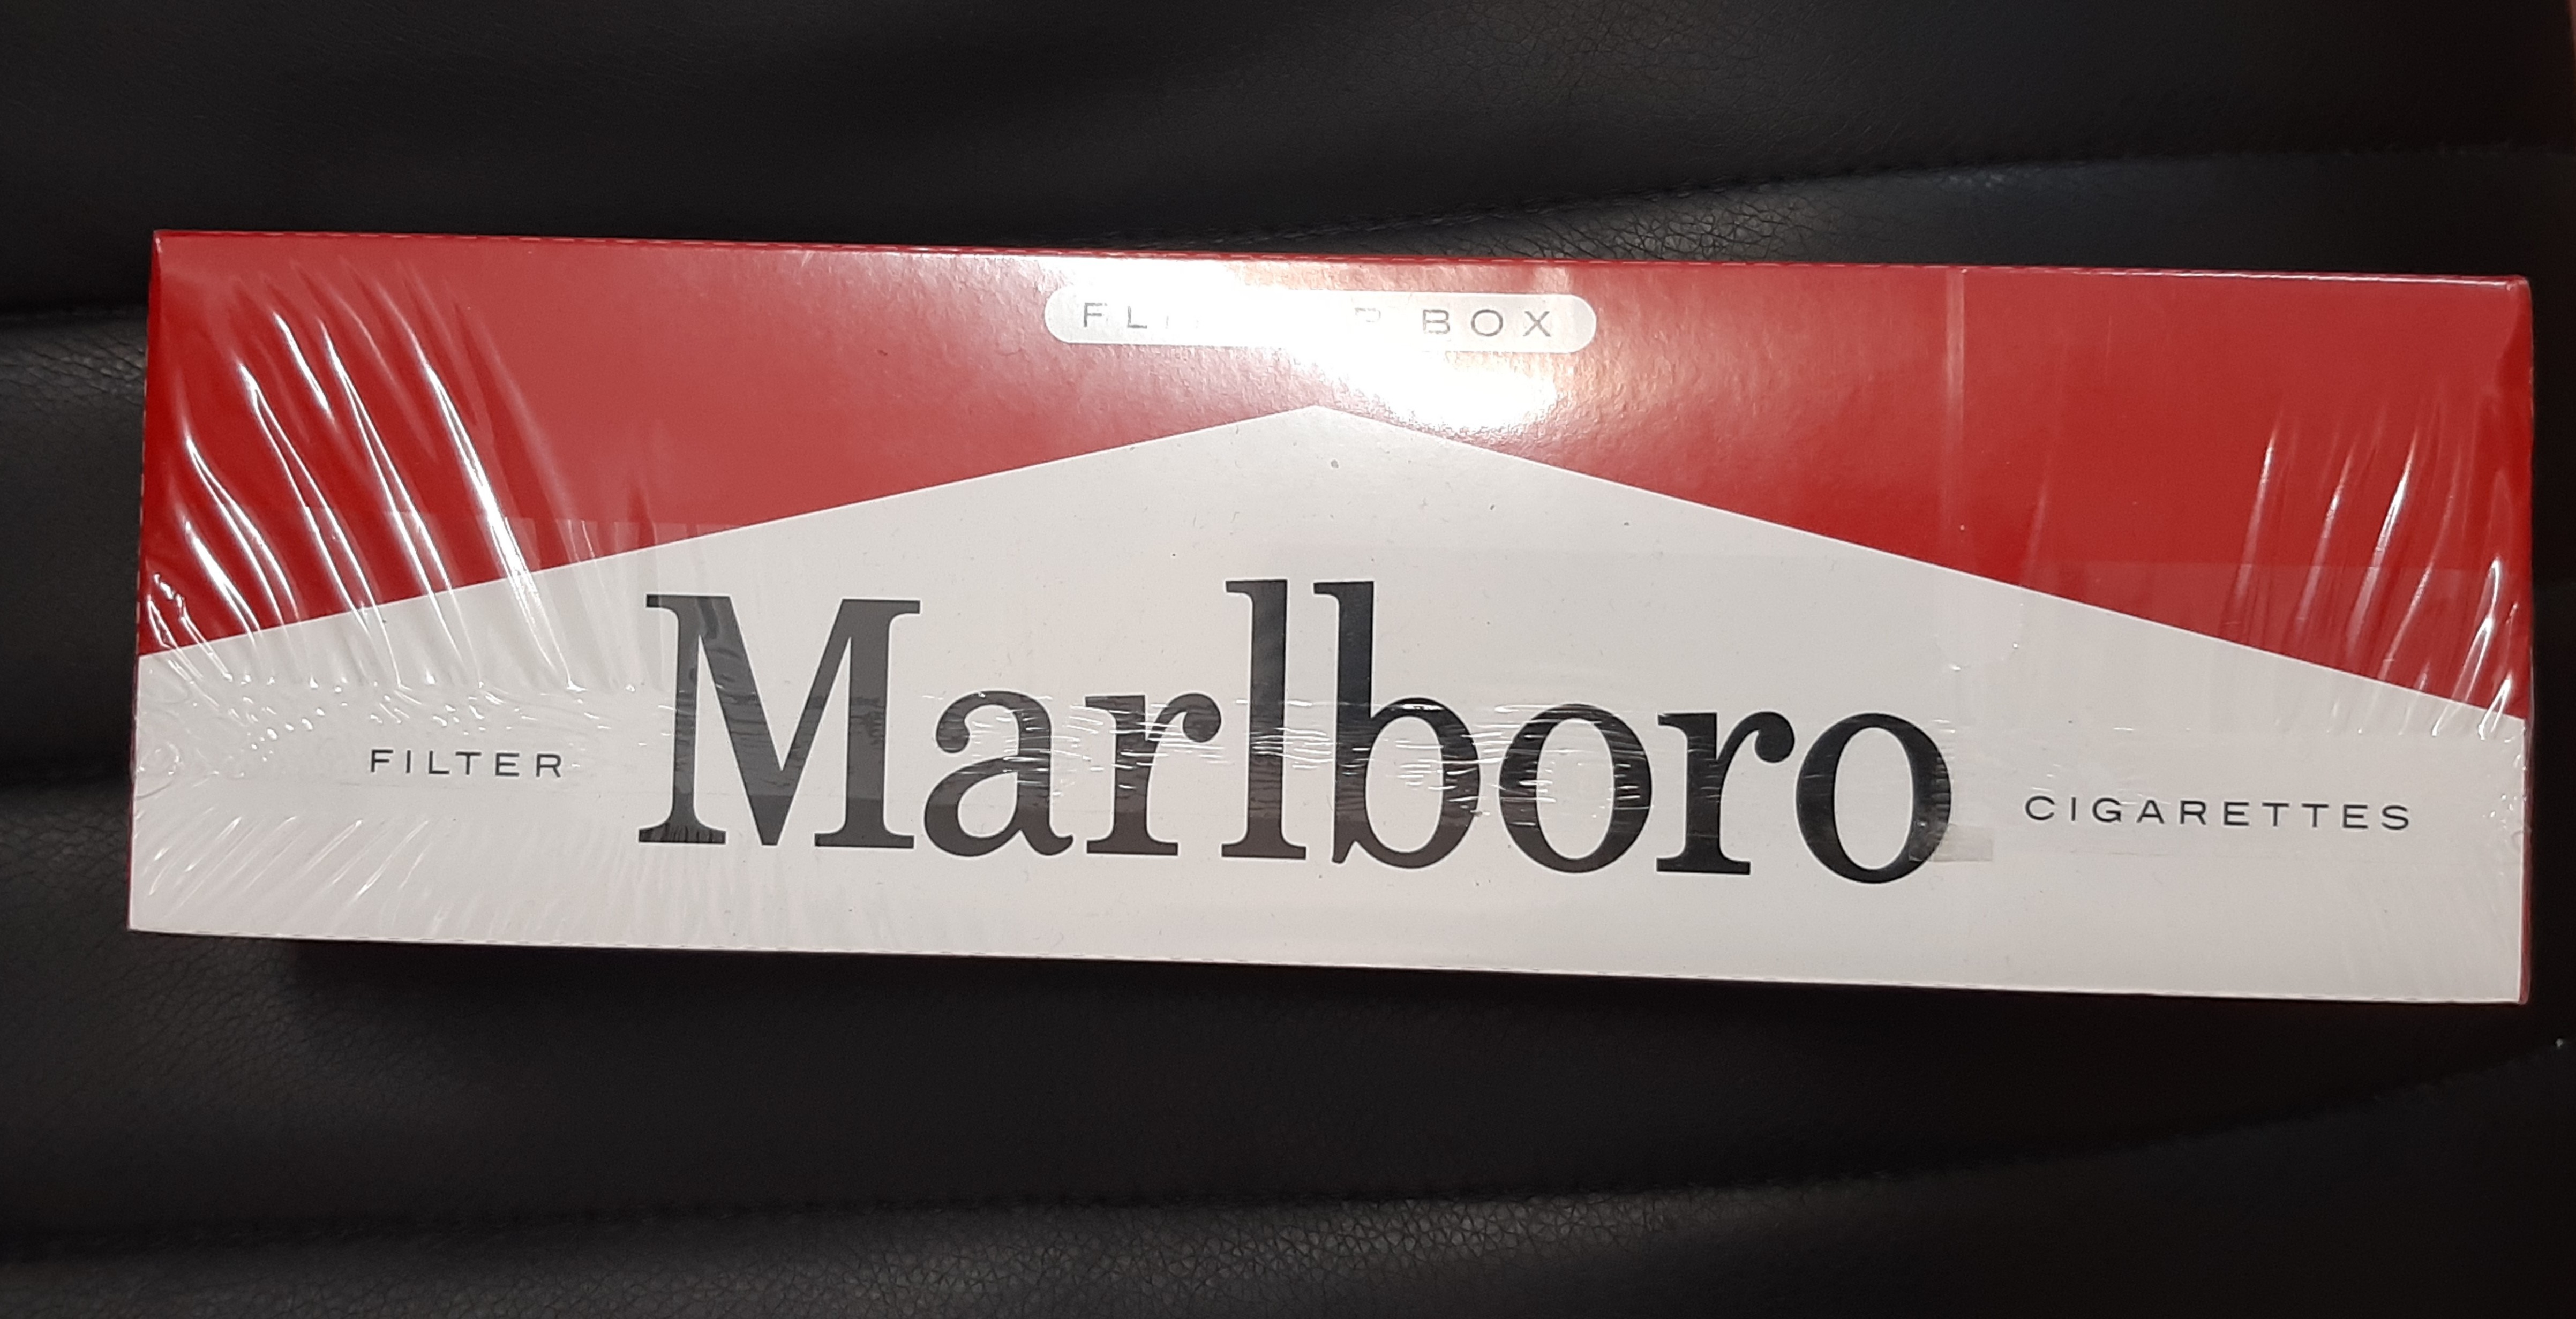 BOX
Marlboro
FILTER CIGARETTES